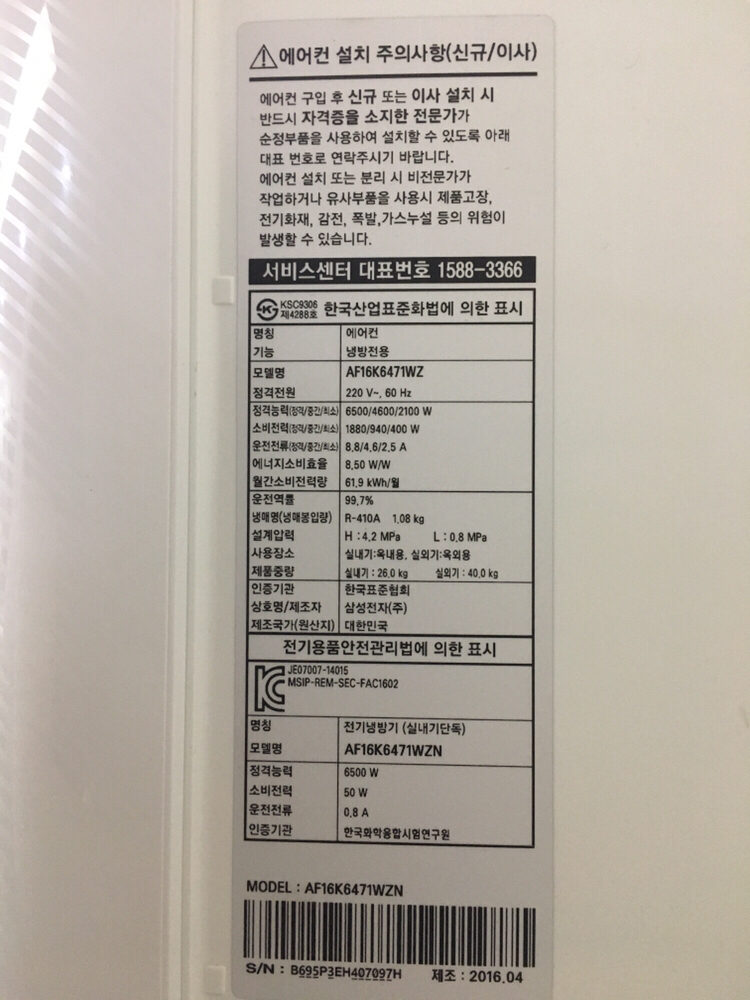 에어컨 설치 주의사항(신규/이사)
에어컨 구입 후 신규 또는 이사 설치 시
반드시 자격증을 소지한 전문가가
순정부품을 사용하여 설치할 수 있도록 아래
대표 번호로 연락주시기 바랍니다.
에어컨 설치 또는 분리 시 비전문가가
작업하거나 유사부품을 사용시 제품고장,
전기화재, 감전, 폭발,가스누설 등의 위험이
발생할 수 있습니다.
서비스센터 대표번호 1588-3366
KSC9306
제4288호 한국산업표준화법에 의한 표시
명칭 에어컨
기능 냉방전용
모델명 AF16K6471WZ
정격전원 220 V~, 60 Hz
정격능력(정격/중간/최소) 6500/4600/2100 W
소비전력(정격/중간/최소) 1880/940/400 W
운전전류(정격/중간/최소) 8.8/4.6/2.5 A
에너지소비효율 8.50 W/W
월간소비전력량 61.9 kWh/월
운전역률 99.7%
냉매명(냉매봉입량) R-410A 1.08 kg
설계압력 H : 4.2 MPa L : 0.8 MPa
사용장소 실내기:옥내용, 실외기:옥외용
제품중량 실내기 : 26.0 kg 실외기 : 40.0 kg
인증기관 한국표준협회
상호명/제조자 삼성전자(주)
제조국가(원산지) 대한민국
전기용품안전관리법에 의한 표시
JE07007-14015
MSIP-REM-SEC-FAC1602
명칭 전기냉방기 (실내기단독)
모델명 AF16K6471WZN
정격능력 6500 W
소비전력 50 W
운전전류 0.8 A
인증기관 한국화학융합시험연구원
MODEL : AF16K6471WZN
S/N : B695P3EH407097H 제조 : 2016.04